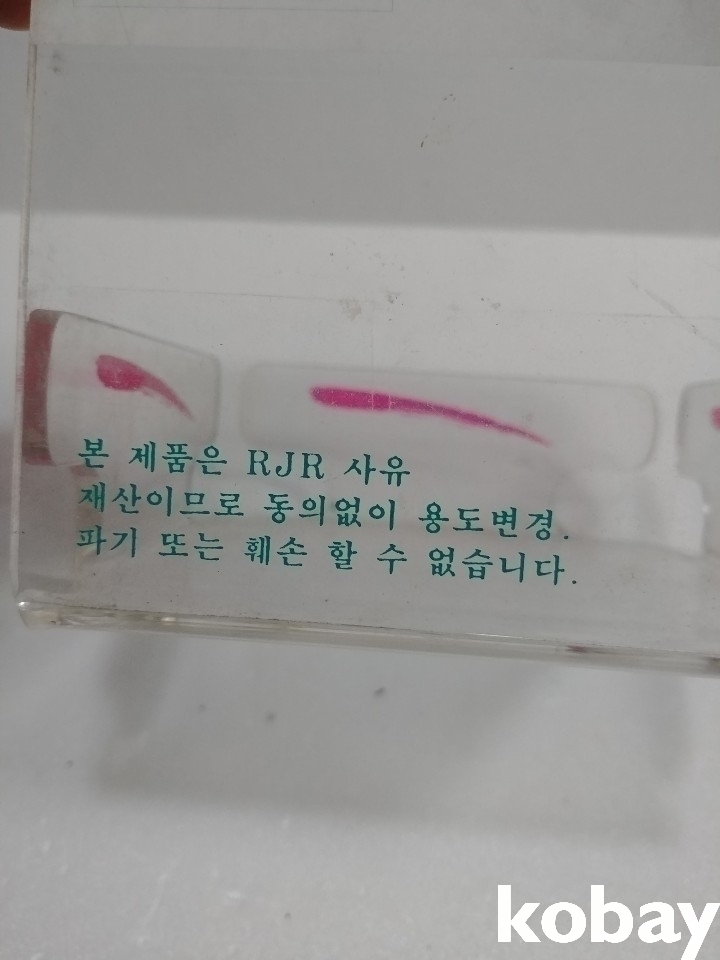 본 제품은 RJR 사유
재산이므로 동의없이 용도변경.
파기 또는 훼손 할 수 없습니다.
kobay